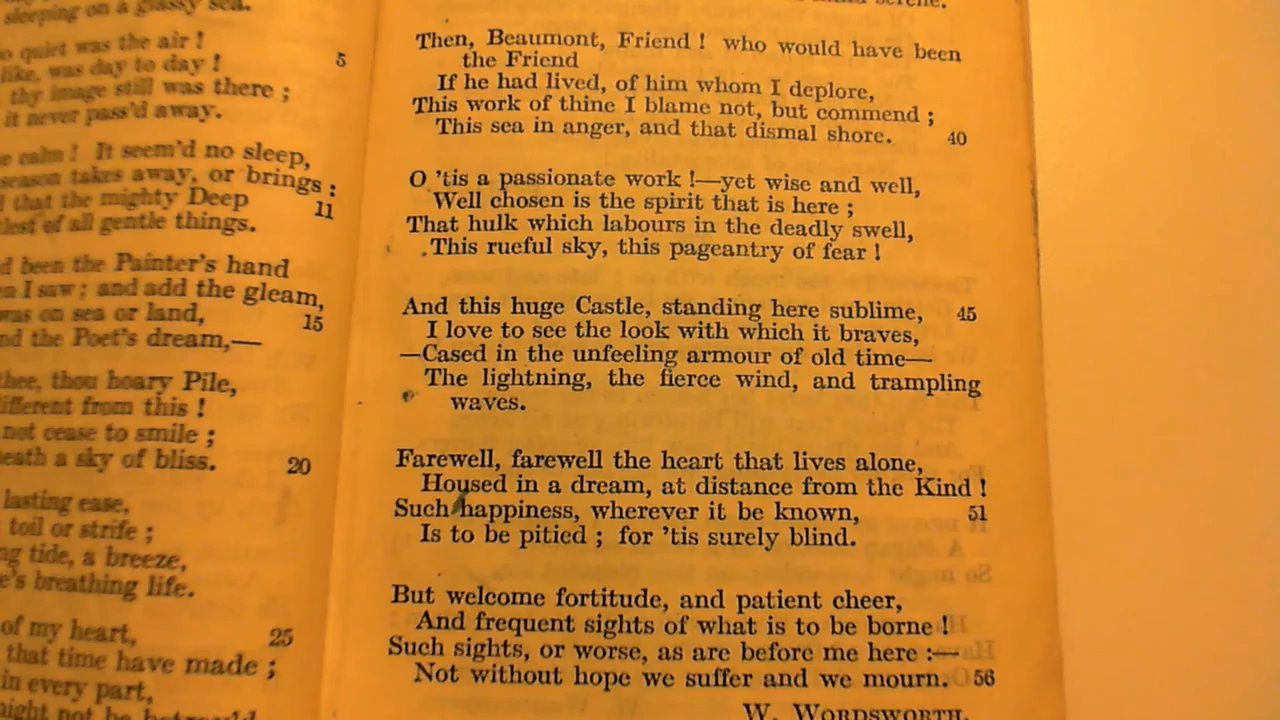 sleeping on a glassy sea.
quiet was the air !
like, was day to day ! 5
thy image still was there ;
it never pass'd away.
calm ! It seem'd no sleep,
season takes away, or brings :
that the mighty Deep 11
of all gentle things.
been the Painter's hand
I saw ; and add the gleam,
was on sea or land, 15
the Poet's dream,—
thee, thou hoary Pile,
different from this !
not cease to smile ;
a sky of bliss. 20
lasting ease,
toil or strife ;
tide, a breeze,
breathing life.
of my heart, 25
that time have made ;
in every part,
not be
serene.
Then, Beaumont, Friend ! who would have been
the Friend
If he had lived, of him whom I deplore,
This work of thine I blame not, but commend ;
This sea in anger, and that dismal shore. 40
O 'tis a passionate work !—yet wise and well,
Well chosen is the spirit that is here ;
That hulk which labours in the deadly swell,
This rueful sky, this pageantry of fear !
And this huge Castle, standing here sublime, 45
I love to see the look with which it braves,
—Cased in the unfeeling armour of old time—
The lightning, the fierce wind, and trampling
waves.
Farewell, farewell the heart that lives alone,
Housed in a dream, at distance from the Kind !
Such happiness, wherever it be known, 51
Is to be pitied ; for 'tis surely blind.
But welcome fortitude, and patient cheer,
And frequent sights of what is to be borne !
Such sights, or worse, as are before me here :—
Not without hope we suffer and we mourn. 56
W. WORDSWORTH.